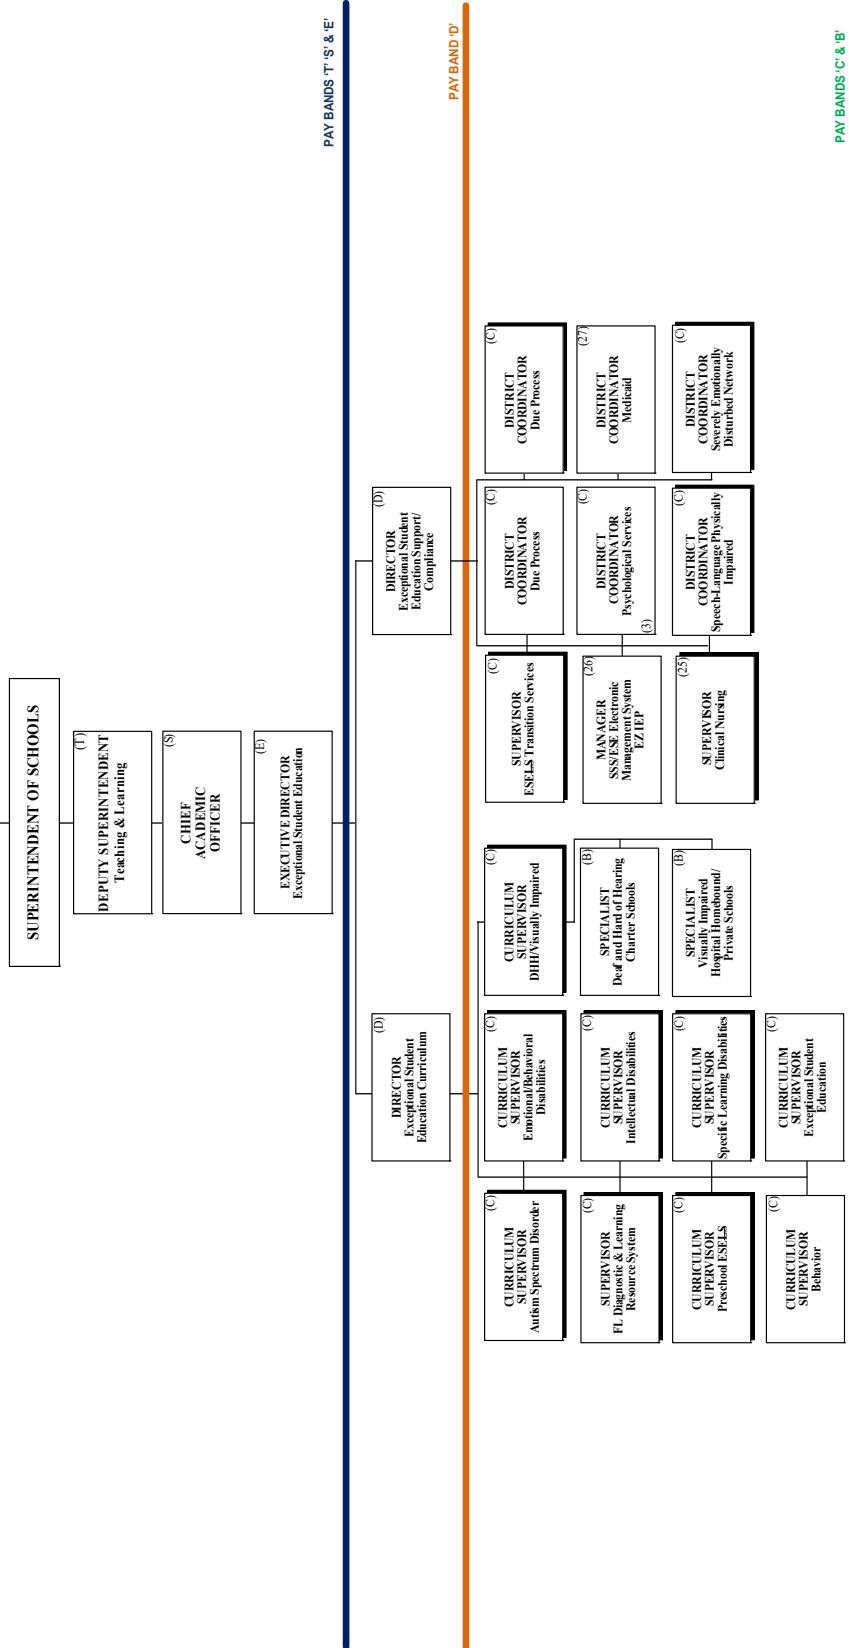 SUPERINTENDENT OF SCHOOLS
(T)
DEPUTY SUPERINTENDENT
Teaching & Learning
(S)
CHIEF
ACADEMIC
OFFICER
(E)
EXECUTIVE DIRECTOR
Exceptional Student Education
PAY BANDS 'T' 'S' & 'E'
(D)
DIRECTOR
Exceptional Student
Education Curriculum
(D)
DIRECTOR
Exceptional Student
Education Support/
Compliance
PAY BAND 'D'
(C)
CURRICULUM
SUPERVISOR
Autism Spectrum Disorder
(C)
CURRICULUM
SUPERVISOR
Emotional/Behavioral
Disabilities
(C)
CURRICULUM
SUPERVISOR
DHH/Visually Impaired
(C)
SUPERVISOR
ESELS Transition Services
(C)
DISTRICT
COORDINATOR
Due Process
(C)
DISTRICT
COORDINATOR
Due Process
(C)
SUPERVISOR
FL Diagnostic & Learning
Resource System
(C)
CURRICULUM
SUPERVISOR
Intellectual Disabilities
(B)
SPECIALIST
Deaf and Hard of Hearing
Charter Schools
(26)
MANAGER
SSS/ESE Electronic
Management System
EZ IEP
(C)
DISTRICT
COORDINATOR
Psychological Services
(3)
(27)
DISTRICT
COORDINATOR
Medicaid
(C)
CURRICULUM
SUPERVISOR
Preschool ESELS
(C)
CURRICULUM
SUPERVISOR
Specific Learning Disabilities
(B)
SPECIALIST
Visually Impaired
Hospital Homebound/
Private Schools
(25)
SUPERVISOR
Clinical Nursing
(C)
DISTRICT
COORDINATOR
Speech-Language Physically
Impaired
(C)
DISTRICT
COORDINATOR
Severely Emotionally
Disturbed Network
(C)
CURRICULUM
SUPERVISOR
Behavior
(C)
CURRICULUM
SUPERVISOR
Exceptional Student
Education
PAY BANDS 'C' & 'B'